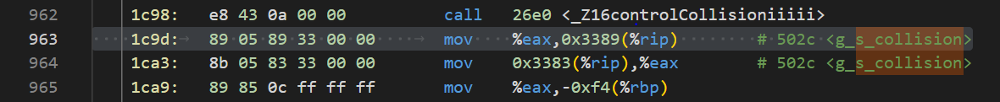 962 1c98: e8 43 0a 00 00 call 26e0 <_Z16controlCollisioniiiii>
963 1c9d: 89 05 89 33 00 00 mov %eax,0x3389(%rip) # 502c <g_s_collision>
964 1ca3: 8b 05 83 33 00 00 mov 0x3383(%rip),%eax # 502c <g_s_collision>
965 1ca9: 89 85 0c ff ff ff mov %eax,-0xf4(%rbp)